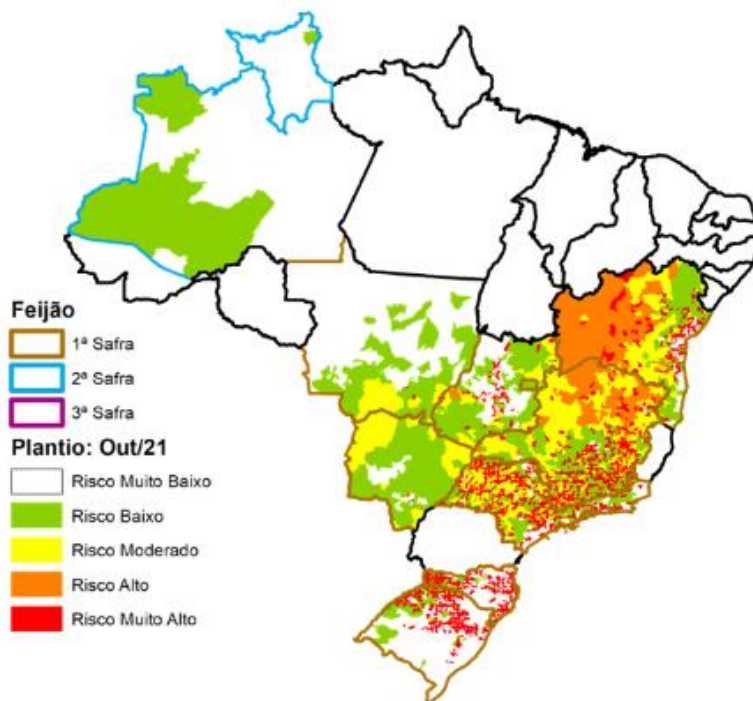 Feijão
1ª Safra
2ª Safra
3ª Safra
Plantio: Out/21
Risco Muito Baixo
Risco Baixo
Risco Moderado
Risco Alto
Risco Muito Alto